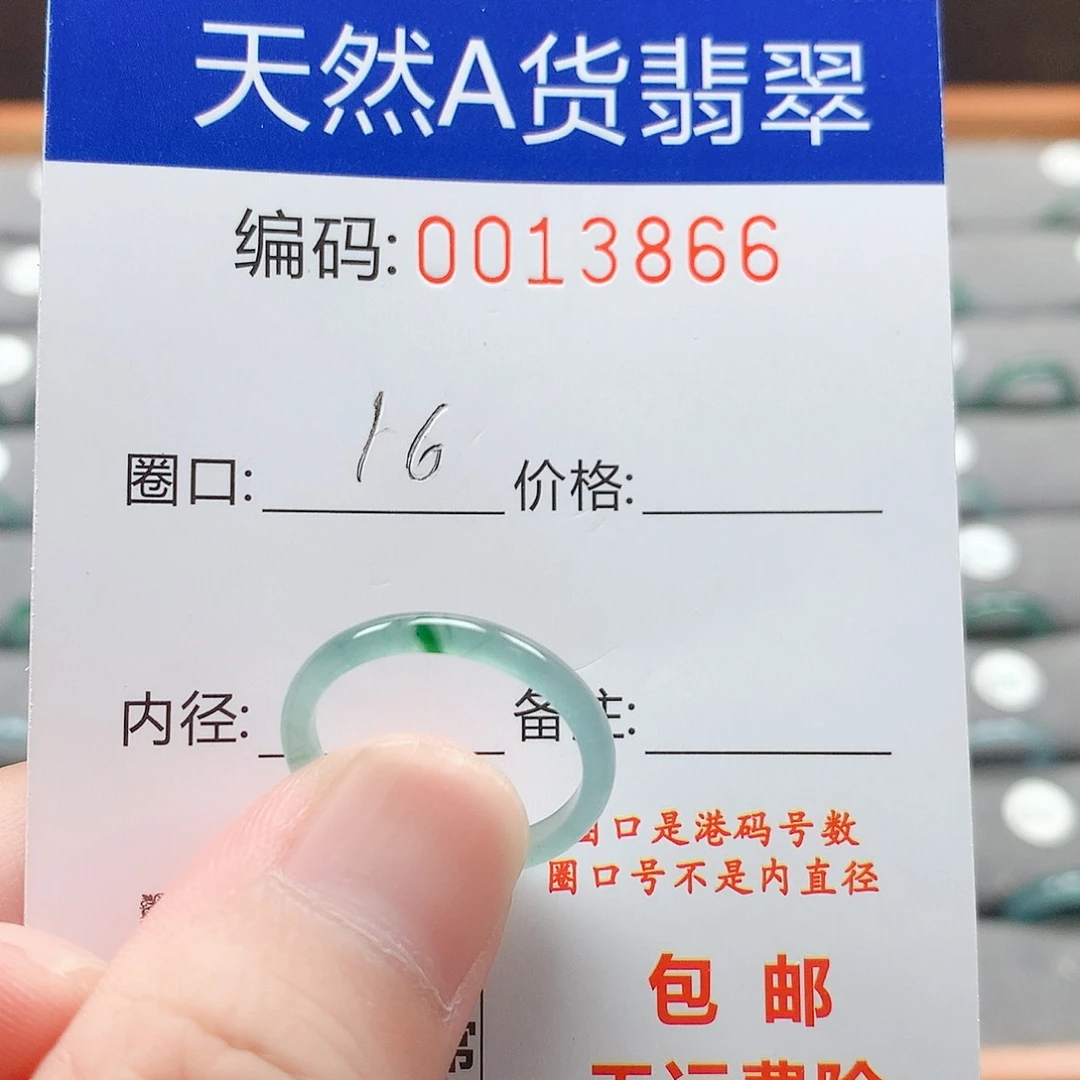 天然A货翡翠
编码:0013866
圈口: 16 价格:
内径: 备注:
口是港码号数
圈口号不是内直径
包邮